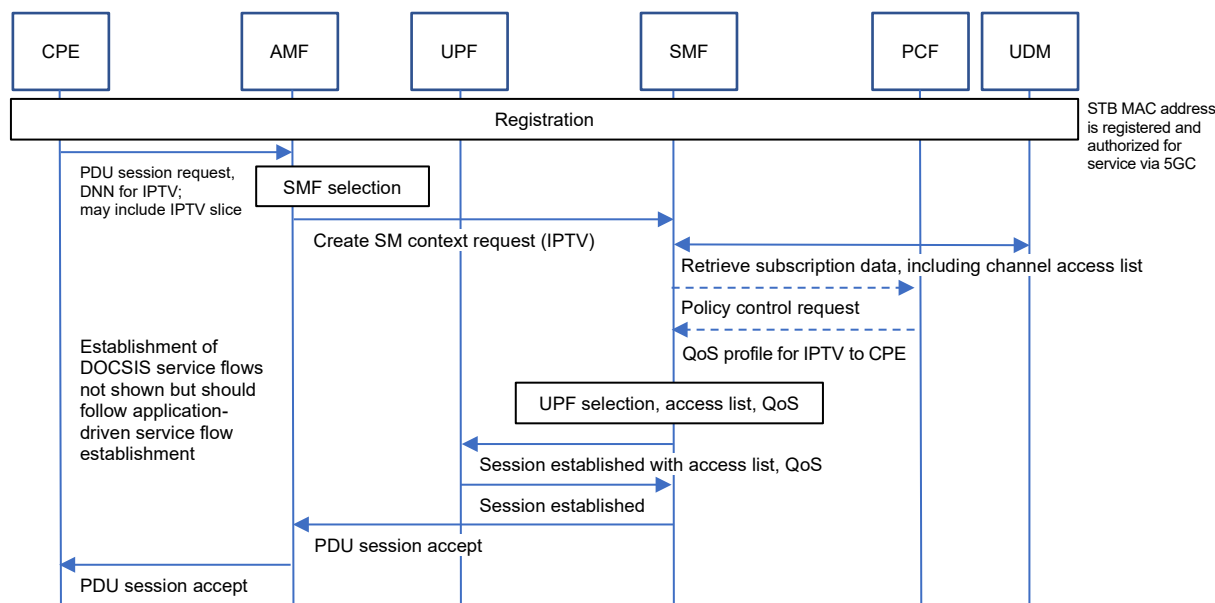 CPE
AMF
UPF
SMF
PCF
UDM
Registration
STB MAC address
is registered and
authorized for
service via 5GC
PDU session request,
DNN for IPTV;
may include IPTV slice
SMF selection
Create SM context request (IPTV)
Retrieve subscription data, including channel access list
Policy control request
QoS profile for IPTV to CPE
Establishment of
DOCSIS service flows
not shown but should
follow application-
driven service flow
establishment
UPF selection, access list, QoS
Session established with access list, QoS
Session established
PDU session accept
PDU session accept